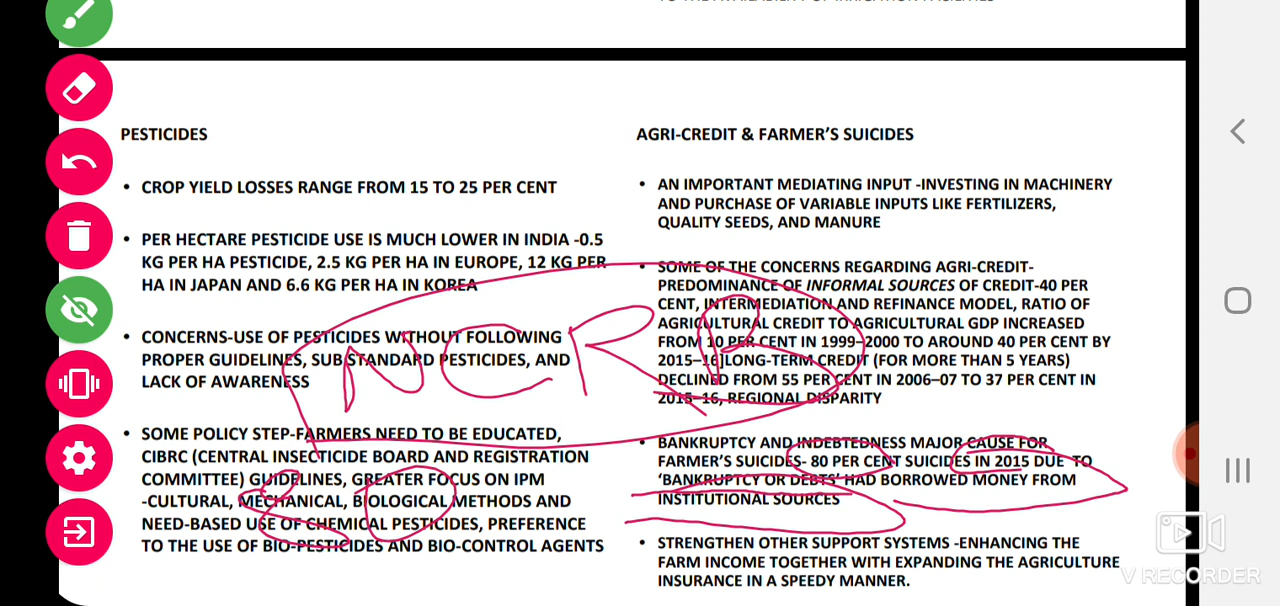 PESTICIDES
• CROP YIELD LOSSES RANGE FROM 15 TO 25 PER CENT
• PER HECTARE PESTICIDE USE IS MUCH LOWER IN INDIA -0.5
KG PER HA PESTICIDE, 2.5 KG PER HA IN EUROPE, 12 KG PER
HA IN JAPAN AND 6.6 KG PER HA IN KOREA
• CONCERNS-USE OF PESTICIDES WITHOUT FOLLOWING
PROPER GUIDELINES, SUBSTANDARD PESTICIDES, AND
LACK OF AWARENESS
• SOME POLICY STEP-FARMERS NEED TO BE EDUCATED,
CIBRC (CENTRAL INSECTICIDE BOARD AND REGISTRATION
COMMITTEE) GUIDELINES, GREATER FOCUS ON IPM
-CULTURAL, MECHANICAL, BIOLOGICAL METHODS AND
NEED-BASED USE OF CHEMICAL PESTICIDES, PREFERENCE
TO THE USE OF BIO-PESTICIDES AND BIO-CONTROL AGENTS
NCRB
AGRI-CREDIT & FARMER'S SUICIDES
• AN IMPORTANT MEDIATING INPUT -INVESTING IN MACHINERY
AND PURCHASE OF VARIABLE INPUTS LIKE FERTILIZERS,
QUALITY SEEDS, AND MANURE
• SOME OF THE CONCERNS REGARDING AGRI-CREDIT-
PREDOMINANCE OF INFORMAL SOURCES OF CREDIT-40 PER
CENT, INTERMEDIATION AND REFINANCE MODEL, RATIO OF
AGRICULTURAL CREDIT TO AGRICULTURAL GDP INCREASED
FROM 10 PER CENT IN 1999–2000 TO AROUND 40 PER CENT BY
2015–16,LONG-TERM CREDIT (FOR MORE THAN 5 YEARS)
DECLINED FROM 55 PER CENT IN 2006–07 TO 37 PER CENT IN
2015–16, REGIONAL DISPARITY
• BANKRUPTCY AND INDEBTEDNESS MAJOR CAUSE FOR
FARMER'S SUICIDES- 80 PER CENT SUICIDES IN 2015 DUE TO
'BANKRUPTCY OR DEBTS' HAD BORROWED MONEY FROM
INSTITUTIONAL SOURCES
• STRENGTHEN OTHER SUPPORT SYSTEMS -ENHANCING THE
FARM INCOME TOGETHER WITH EXPANDING THE AGRICULTURE
INSURANCE IN A SPEEDY MANNER.
V RECORDER